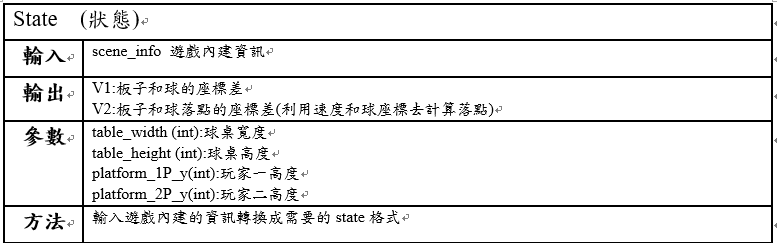 State (狀態)
輸入 scene_info 遊戲內建資訊
輸出 V1:板子和球的座標差
V2:板子和球落點的座標差(利用速度和球座標去計算落點)
參數 table_width (int):球桌寬度
table_height (int):球桌高度
platform_1P_y(int):玩家一高度
platform_2P_y(int):玩家二高度
方法 輸入遊戲內建的資訊轉換成需要的 state 格式